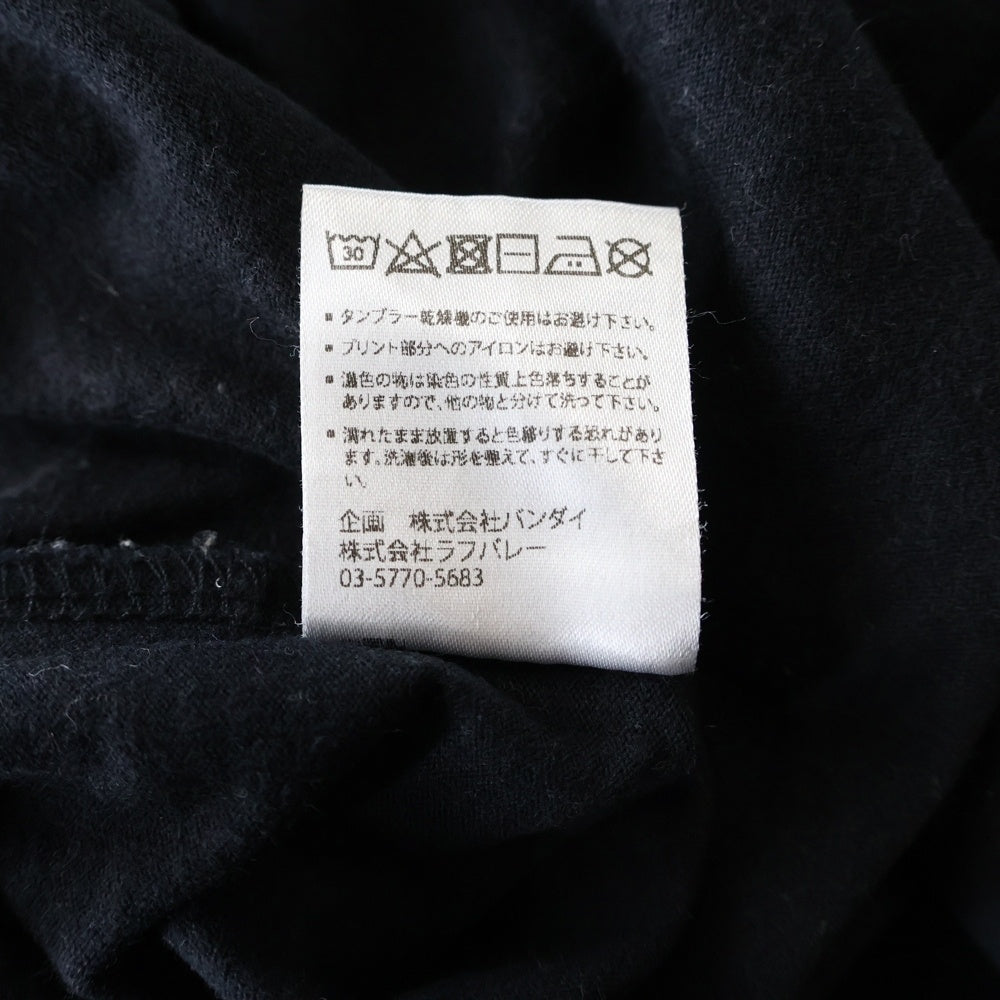 30
▪ タンブラー乾燥機のご使用はお避け下さい。
▪ プリント部分へのアイロンはお避け下さい。
▪ 濃色の物は染色の性質上色落ちすることが
ありますので、他の物と分けて洗って下さい。
▪ 濡れたまま放置すると色移りする恐れがあり
ます。洗濯後は形を整えて、すぐに干して下さ
い。
企画 株式会社バンダイ
株式会社ラフバレー
03-5770-5683